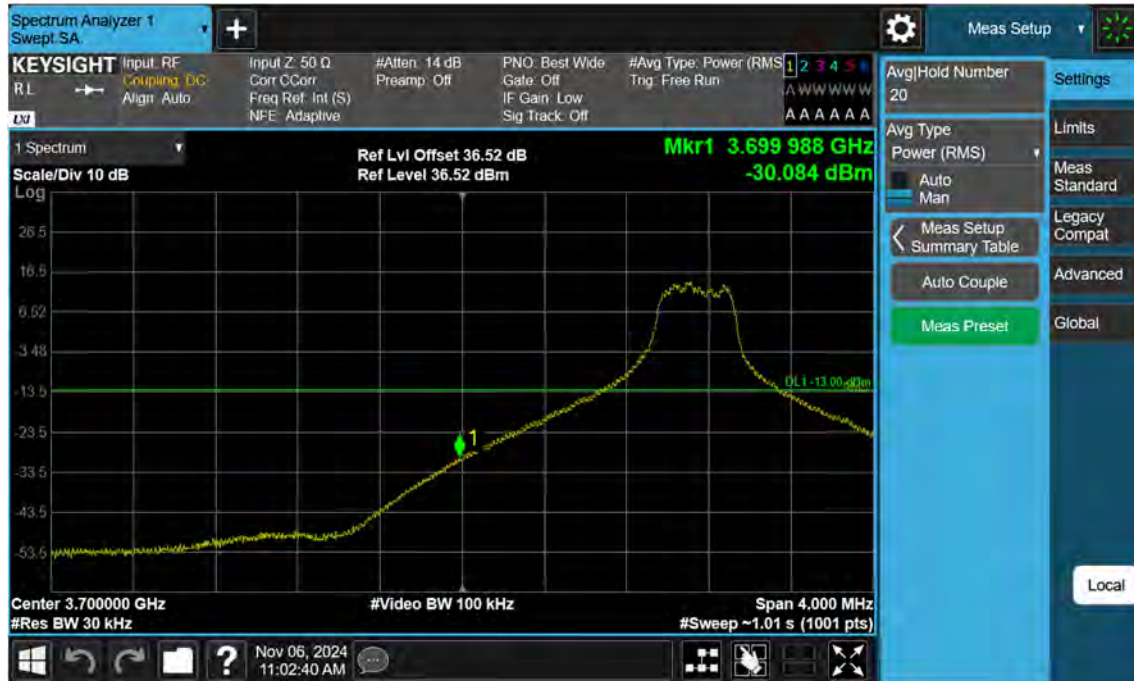 Spectrum Analyzer 1
Swept SA
+
Meas Setup
KEYSIGHT
RL
LXI
Input: RF
Coupling: DC
Align: Auto
Input Z: 50 Ω
Corr CCorr
Freq Ref: Int (S)
NFE: Adaptive
#Atten: 14 dB
Preamp: Off
PNO: Best Wide
Gate: Off
IF Gain: Low
Sig Track: Off
#Avg Type: Power (RMS
Trig: Free Run
1 2 3 4 5 6
A W W W W W
A A A A A A
1 Spectrum
Scale/Div 10 dB
Ref Lvl Offset 36.52 dB
Ref Level 36.52 dBm
Mkr1 3.699 988 GHz
-30.084 dBm
Log
26.5
16.5
6.52
-3.48
-13.5
-23.5
-33.5
-43.5
-53.5
DL1 -13.00 dBm
1
Center 3.700000 GHz
#Res BW 30 kHz
#Video BW 100 kHz
Span 4.000 MHz
#Sweep ~1.01 s (1001 pts)
?
Nov 06, 2024
11:02:40 AM
Avg|Hold Number
20
Avg Type
Power (RMS)
Auto
Man
Meas Setup
Summary Table
Auto Couple
Meas Preset
Settings
Limits
Meas
Standard
Legacy
Compat
Advanced
Global
Local